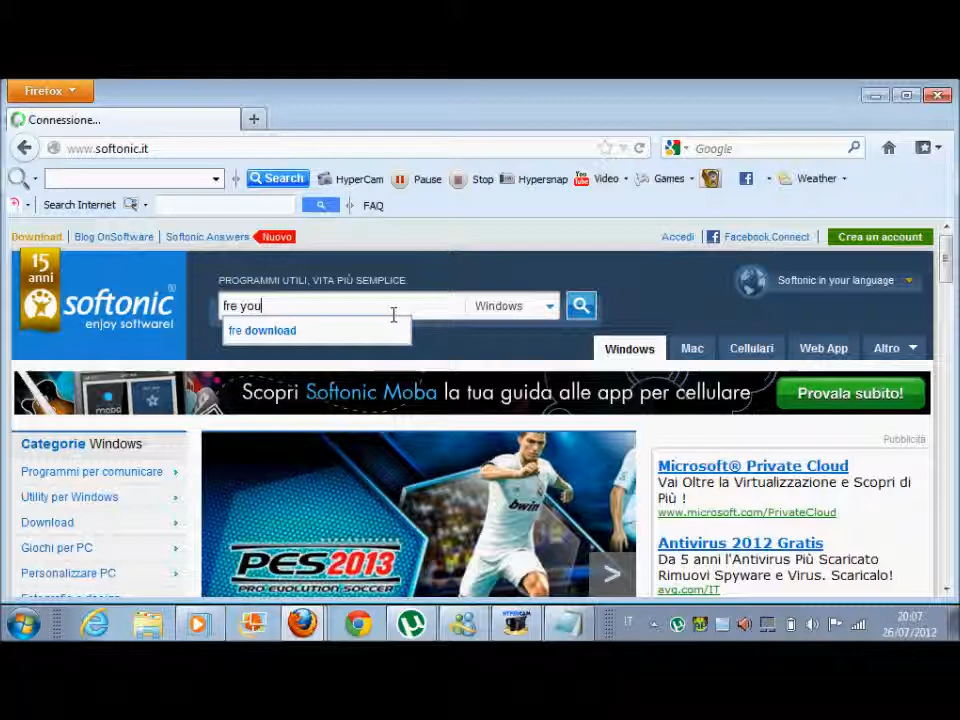 Firefox
Connessione...
www.softonic.it
Google
Search
HyperCam
Pause
Stop
Hypersnap
You Tube
Video
Games
Weather
Search Internet
FAQ
Download
Blog OnSoftware
Softonic Answers
Nuovo
Accedi
Facebook Connect
Crea un account
15
anni
softonic
enjoy software!
PROGRAMMI UTILI, VITA PIÙ SEMPLICE
Softonic in your language
fre you
Windows
fre download
Windows
Mac
Cellulari
Web App
Altro
moba
Scopri Softonic Moba la tua guida alle app per cellulare
Provala subito!
Categorie Windows
Programmi per comunicare
Utility per Windows
Download
Giochi per PC
Personalizzare PC
bwin
PES2013
PRO EVOLUTION SOCCER
Pubblicità
Microsoft® Private Cloud
Vai Oltre la Virtualizzazione e Scopri di
Più !
www.microsoft.com/PrivateCloud
Antivirus 2012 Gratis
Da 5 anni l'Antivirus Più Scaricato
Rimuovi Spyware e Virus. Scaricalo!
avg.com/IT
IT
20:07
26/07/2012